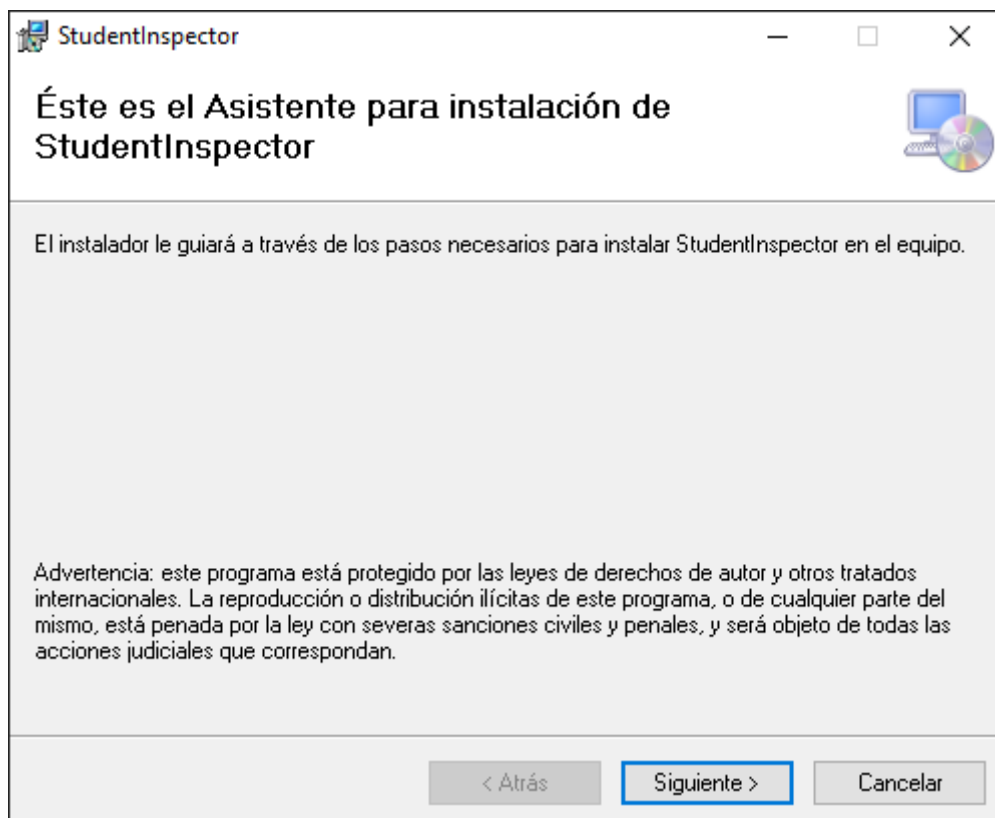 StudentInspector
Éste es el Asistente para instalación de
StudentInspector
El instalador le guiará a través de los pasos necesarios para instalar StudentInspector en el equipo.
Advertencia: este programa está protegido por las leyes de derechos de autor y otros tratados
internacionales. La reproducción o distribución ilícitas de este programa, o de cualquier parte del
mismo, está penada por la ley con severas sanciones civiles y penales, y será objeto de todas las
acciones judiciales que correspondan.
< Atrás Siguiente > Cancelar